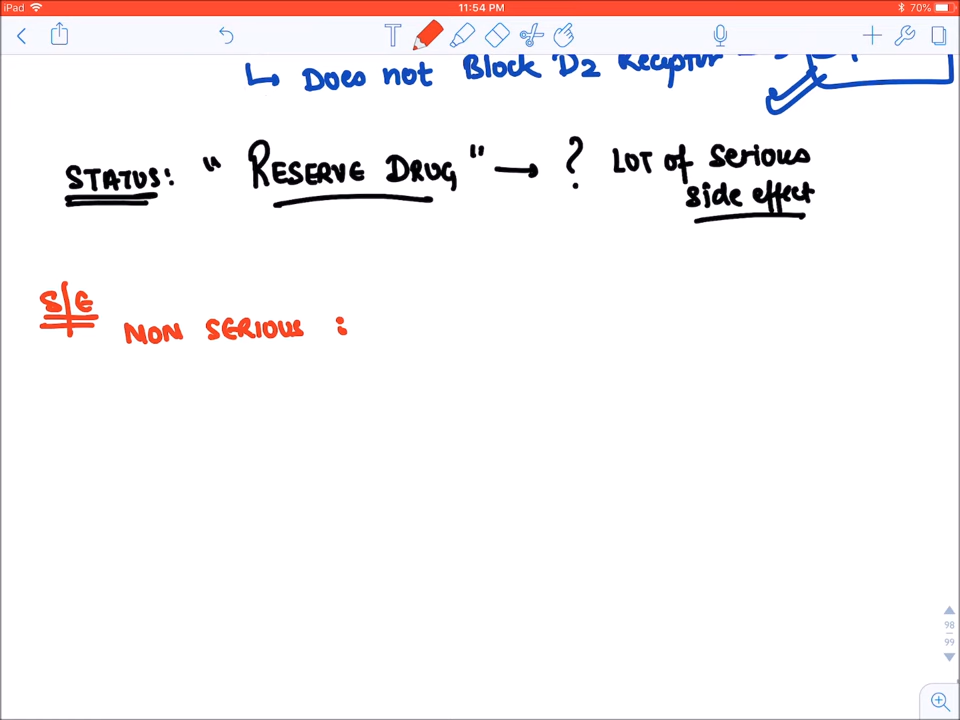 iPad 11:54 PM 70%
T
↳ Does not Block D2 Receptor →
STATUS: " RESERVE DRUG " → ? LOT of serious
side effect
S/E
NON SERIOUS :
98
99